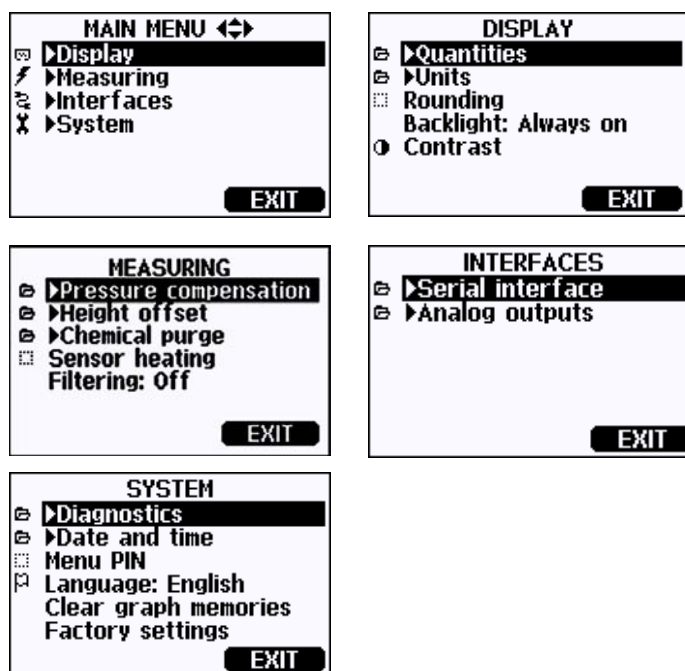 MAIN MENU
Display
Measuring
Interfaces
System
EXIT
DISPLAY
Quantities
Units
Rounding
Backlight: Always on
Contrast
EXIT
MEASURING
Pressure compensation
Height offset
Chemical purge
Sensor heating
Filtering: Off
EXIT
INTERFACES
Serial interface
Analog outputs
EXIT
SYSTEM
Diagnostics
Date and time
Menu PIN
Language: English
Clear graph memories
Factory settings
EXIT